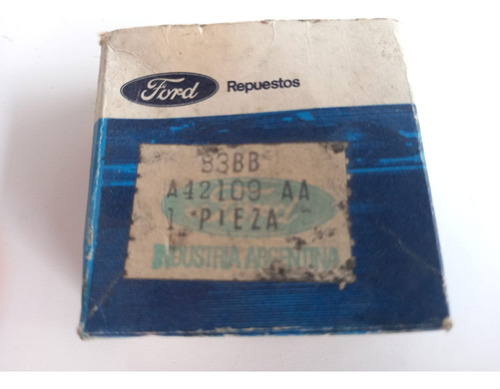 Ford Repuestos
83BB
A42109 AA
1 PIEZA
INDUSTRIA ARGENTINA